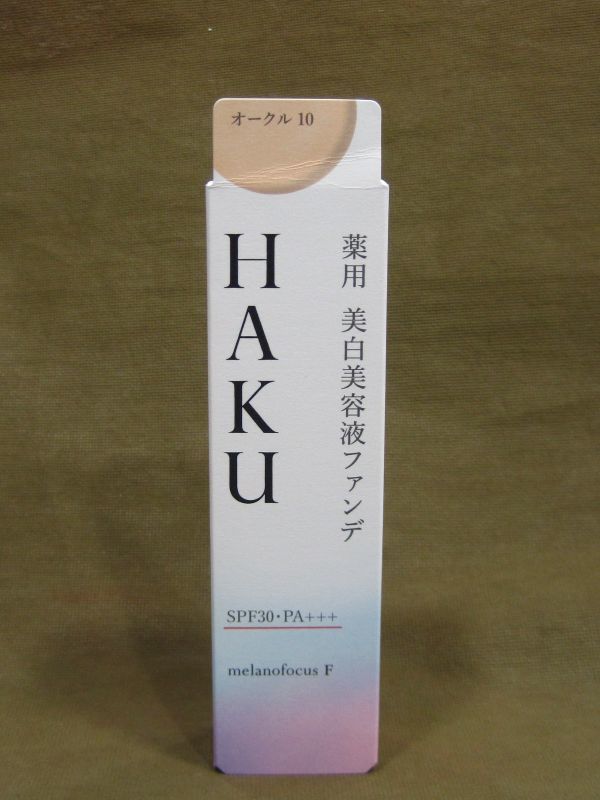 オークル 10
HAKU
薬用 美白美容液ファンデ
SPF30・PA+++
melanofocus F